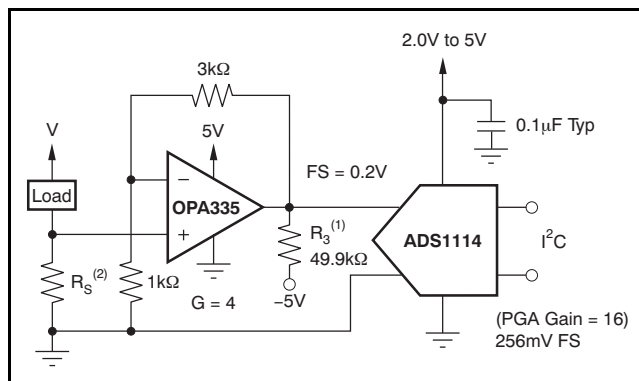 2.0V to 5V
3kΩ
0.1μF Typ
V
5V
Load
FS = 0.2V
−
OPA335
+
R3(1)
49.9kΩ
ADS1114
I2C
RS(2)
1kΩ
G = 4
−5V
(PGA Gain = 16)
256mV FS